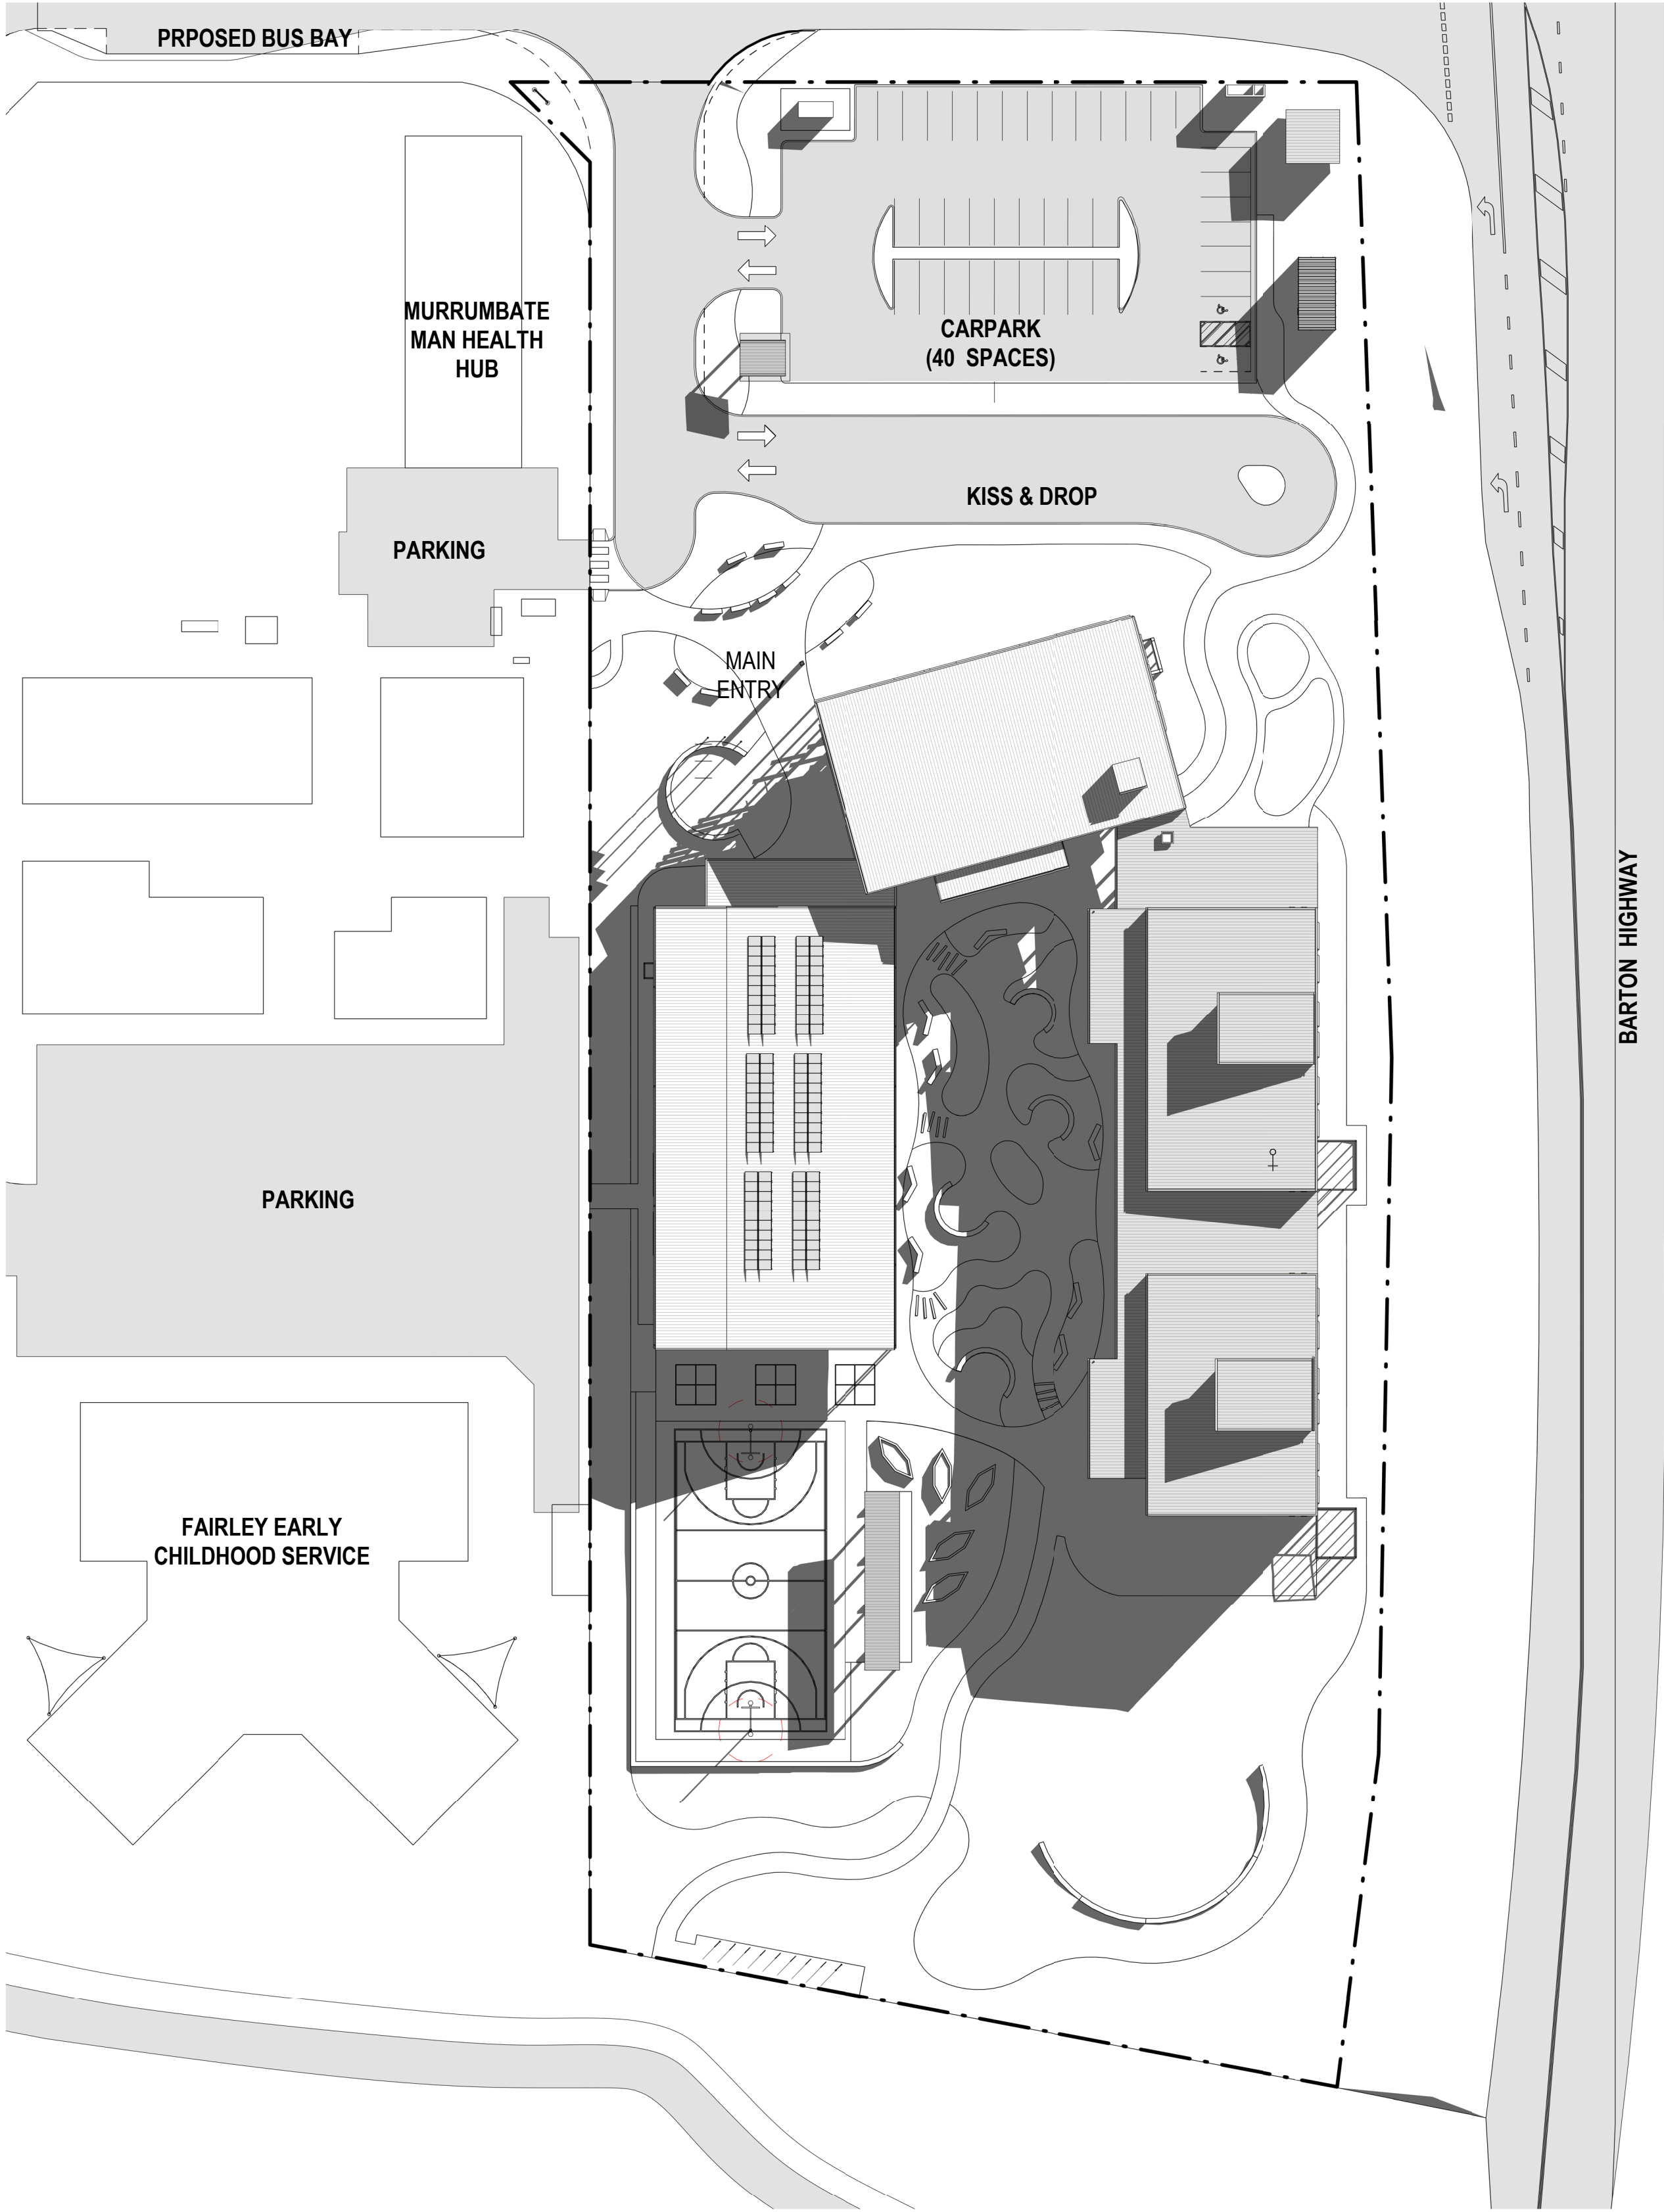 PRPOSED BUS BAY
MURRUMBATE
MAN HEALTH
HUB
CARPARK
(40 SPACES)
KISS & DROP
PARKING
MAIN
ENTRY
BARTON HIGHWAY
PARKING
FAIRLEY EARLY
CHILDHOOD SERVICE